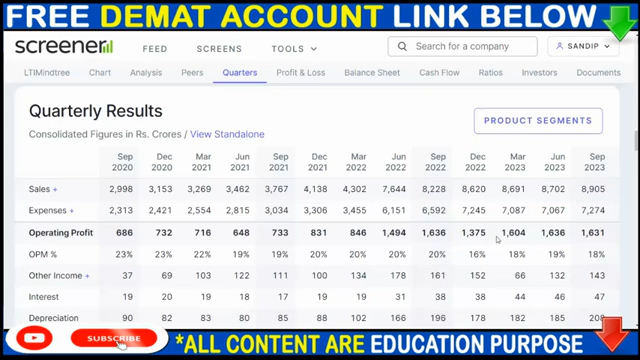 FREE DEMAT ACCOUNT LINK BELOW
screener FEED SCREENS TOOLS Search for a company SANDIP
LTIMindtree Chart Analysis Peers Quarters Profit & Loss Balance Sheet Cash Flow Ratios Investors Documents
Quarterly Results
PRODUCT SEGMENTS
Consolidated Figures in Rs. Crores / View Standalone
Sep 2020 Dec 2020 Mar 2021 Jun 2021 Sep 2021 Dec 2021 Mar 2022 Jun 2022 Sep 2022 Dec 2022 Mar 2023 Jun 2023 Sep 2023
Sales + 2,998 3,153 3,269 3,462 3,767 4,138 4,302 7,644 8,228 8,620 8,691 8,702 8,905
Expenses + 2,313 2,421 2,554 2,815 3,034 3,306 3,455 6,151 6,592 7,245 7,087 7,067 7,274
Operating Profit 686 732 716 648 733 831 846 1,494 1,636 1,375 1,604 1,636 1,631
OPM % 23% 23% 22% 19% 19% 20% 20% 20% 20% 16% 18% 19% 18%
Other Income + 37 69 103 122 111 100 134 178 161 152 66 132 143
Interest 19 20 19 18 17 19 19 31 38 38 44 46 47
Depreciation 90 82 83 80 85 88 102 166 196 178 182 185 208
SUBSCRIBE *ALL CONTENT ARE EDUCATION PURPOSE